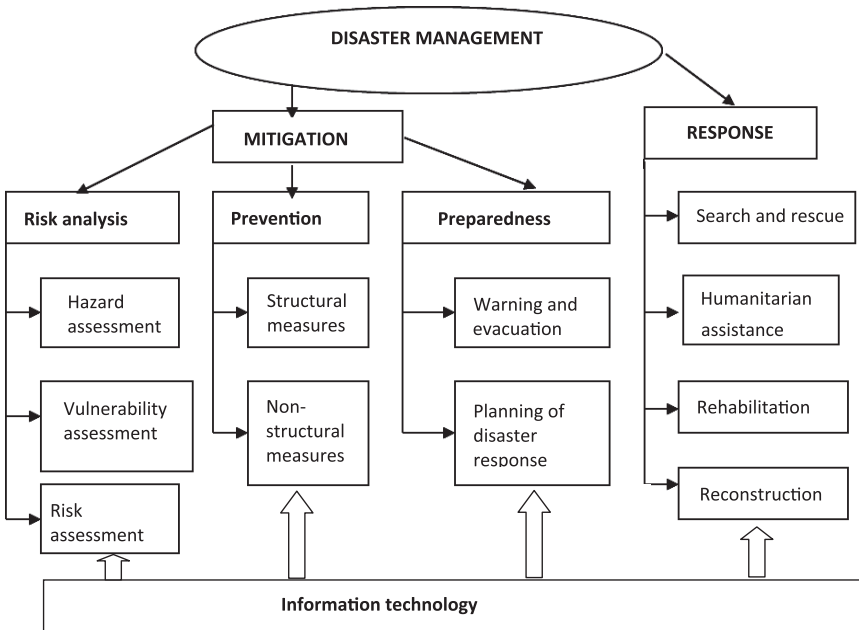 DISASTER MANAGEMENT
MITIGATION
RESPONSE
Risk analysis
Hazard
assessment
Vulnerability
assessment
Risk
assessment
Prevention
Structural
measures
Non-
structural
measures
Preparedness
Warning and
evacuation
Planning of
disaster
response
Search and rescue
Humanitarian
assistance
Rehabilitation
Reconstruction
Information technology